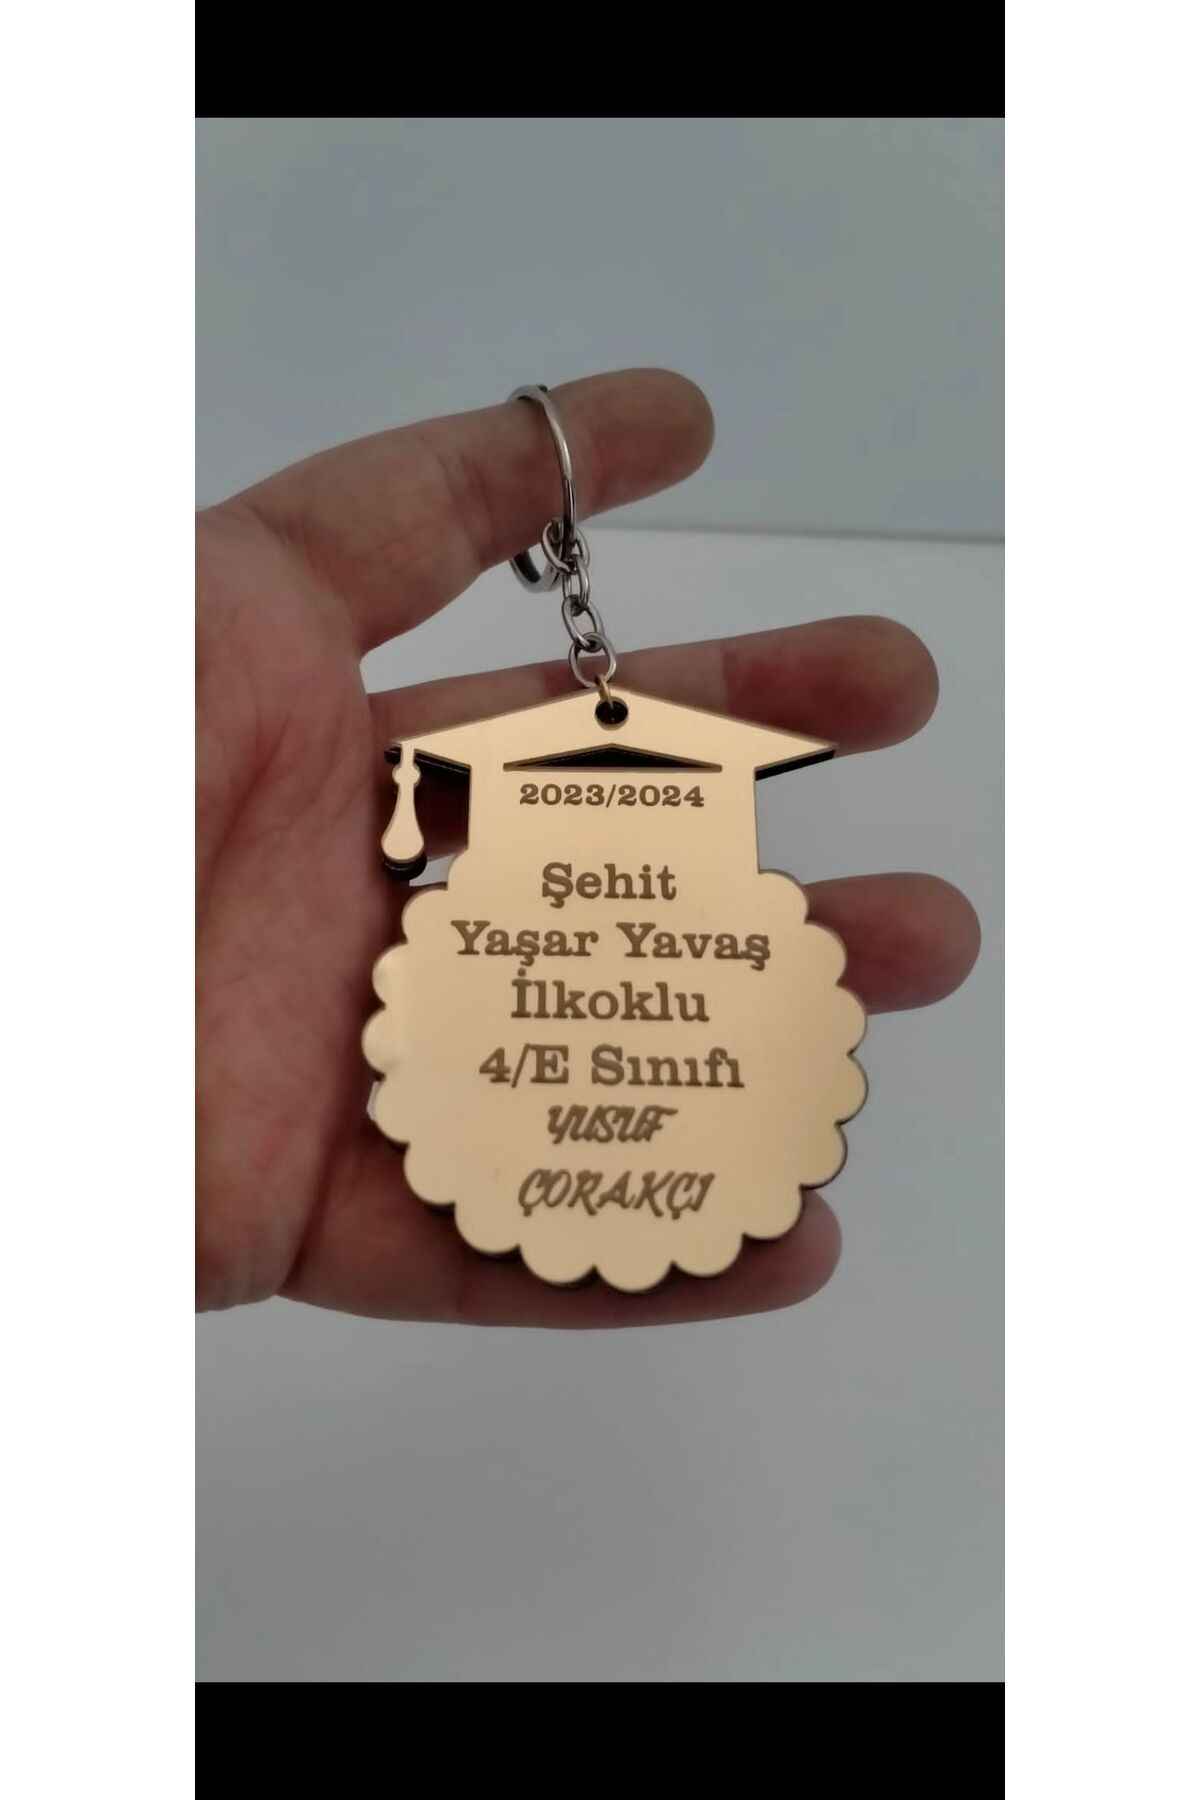 2023/2024
Şehit
Yaşar Yavaş
İlkoklu
4/E Sınıfı
YUSUF
ÇORAKÇI